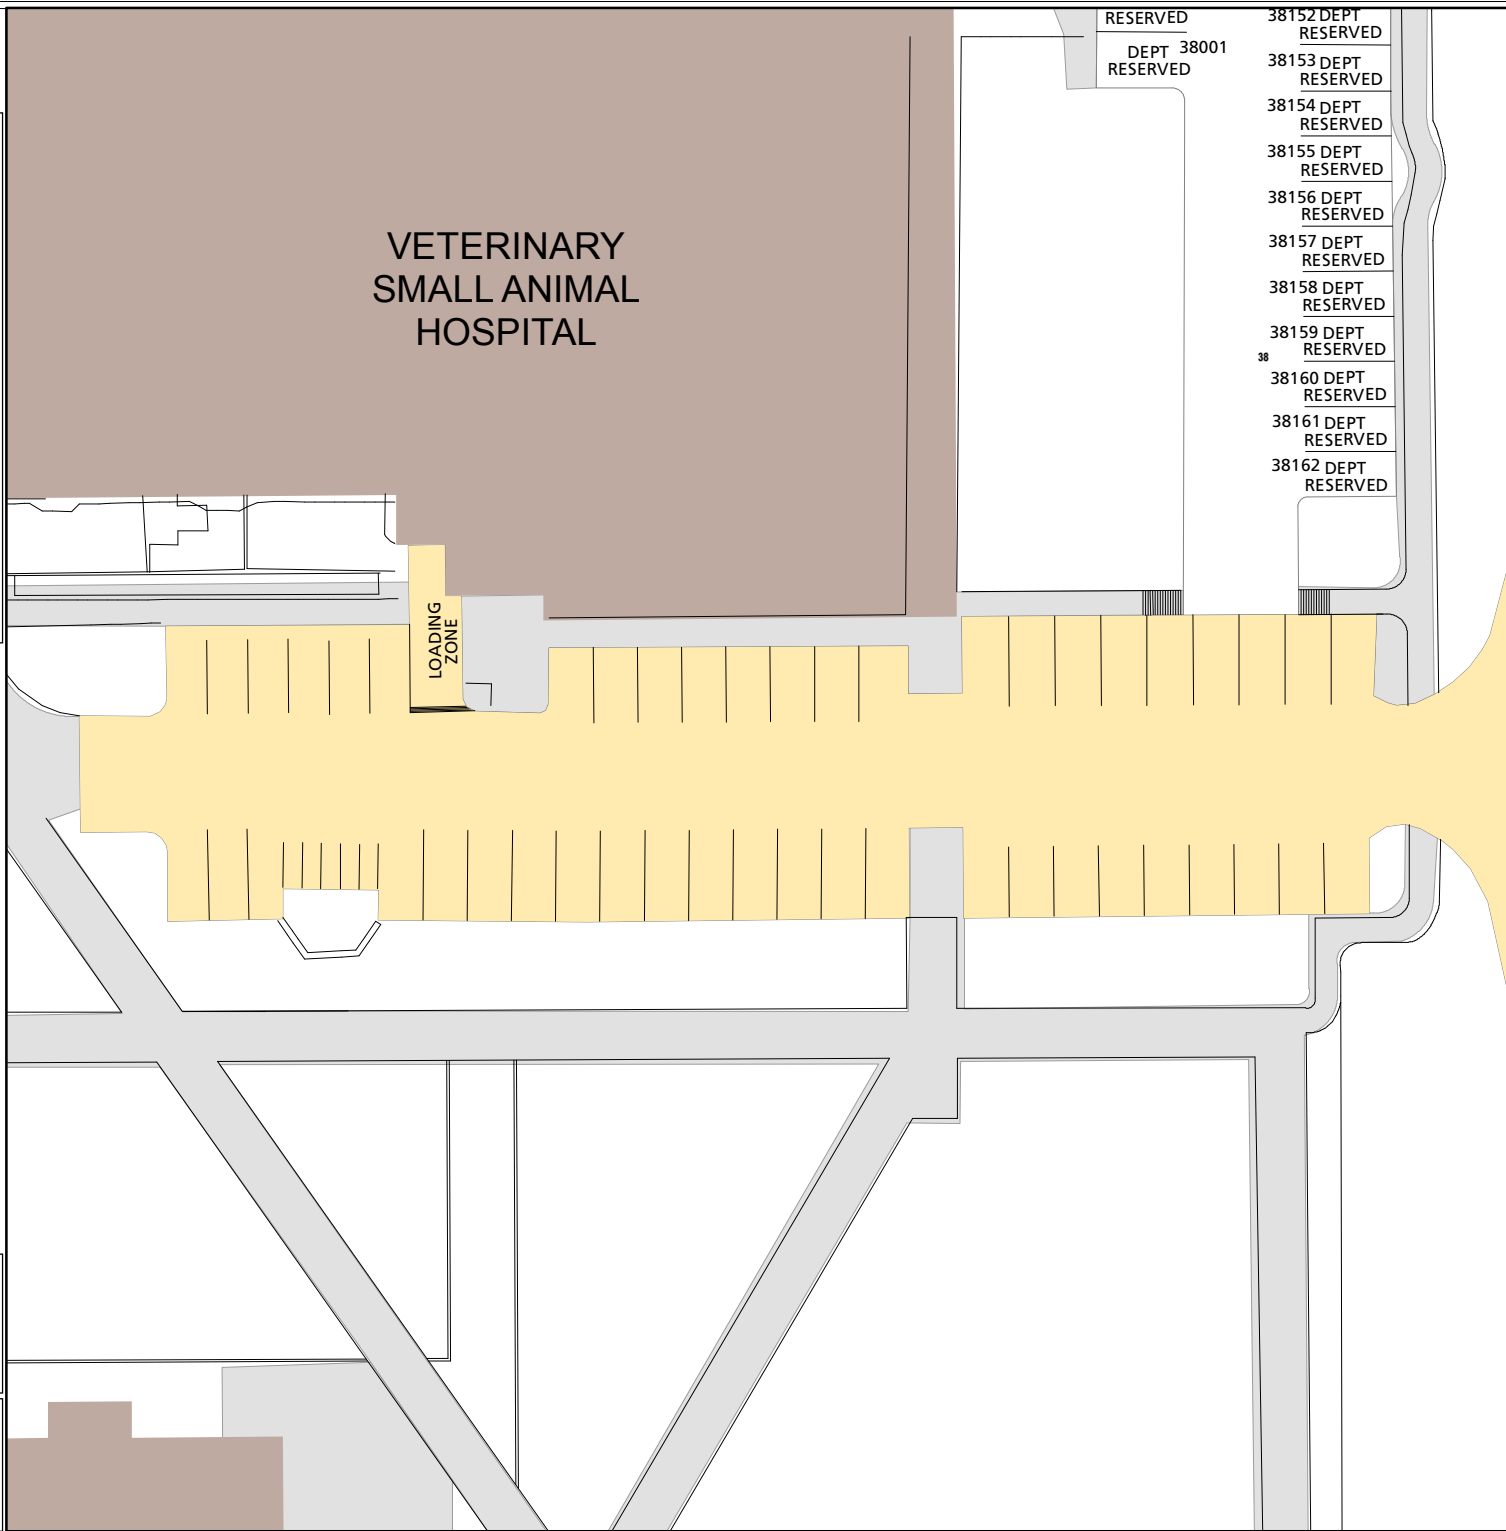 RESERVED
DEPT 38001
RESERVED
38152 DEPT
RESERVED
38153 DEPT
RESERVED
38154 DEPT
RESERVED
38155 DEPT
RESERVED
38156 DEPT
RESERVED
38157 DEPT
RESERVED
38158 DEPT
RESERVED
38159 DEPT
RESERVED
38
38160 DEPT
RESERVED
38161 DEPT
RESERVED
38162 DEPT
RESERVED
VETERINARY
SMALL ANIMAL
HOSPITAL
LOADING
ZONE